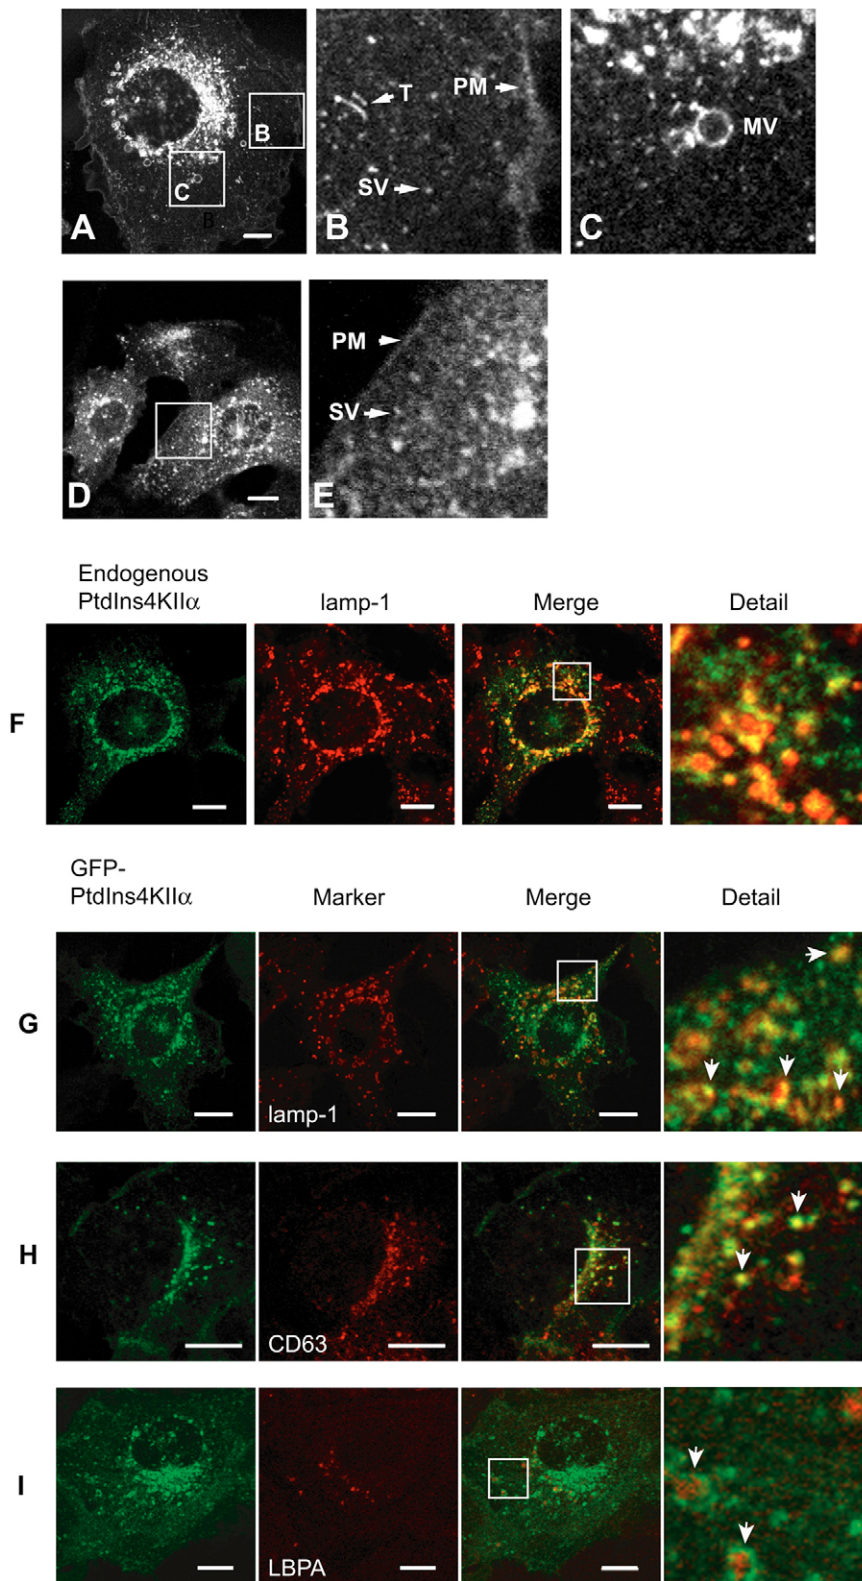 B
C
B
A
T
PM
SV
B
MV
C
D
PM
SV
E
Endogenous
PtdIns4KIIα
lamp-1
Merge
Detail
F
GFP-
PtdIns4KIIα
Marker
Merge
Detail
G
lamp-1
H
CD63
I
LBPA